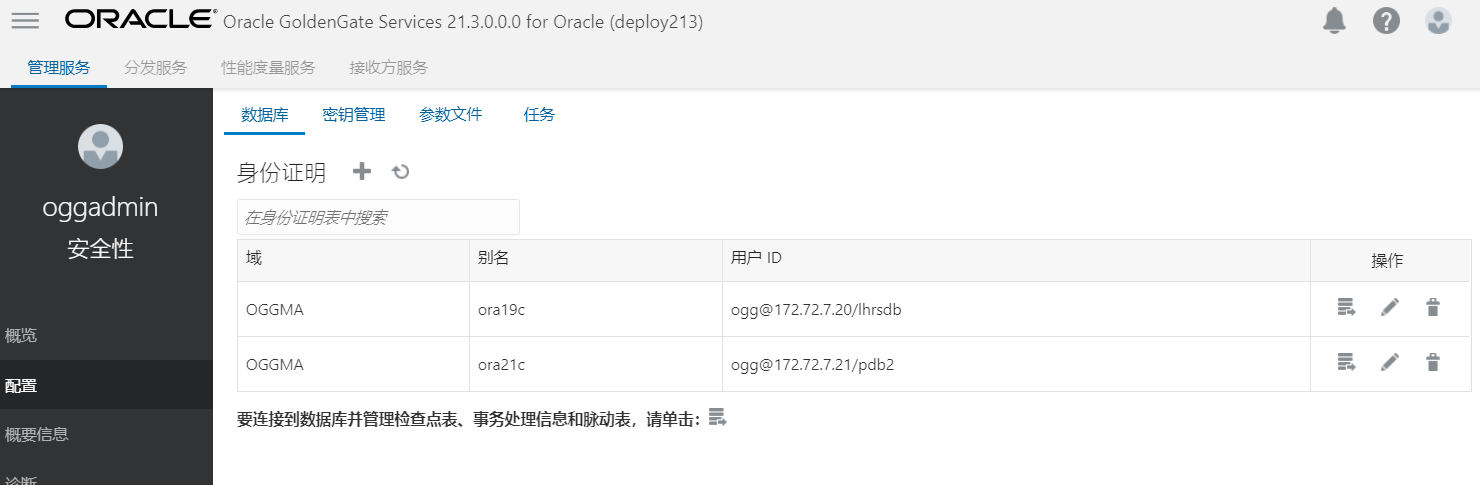 ORACLE® Oracle GoldenGate Services 21.3.0.0.0 for Oracle (deploy213)
管理服务 分发服务 性能度量服务 接收方服务
数据库 密钥管理 参数文件 任务
身份证明
oggadmin
安全性
在身份证明表中搜索
域 别名 用户 ID 操作
OGGMA ora19c ogg@172.72.7.20/lhrsdb
概览
OGGMA ora21c ogg@172.72.7.21/pdb2
配置
要连接到数据库并管理检查点表、事务处理信息和脉动表，请单击：
概要信息
诊断